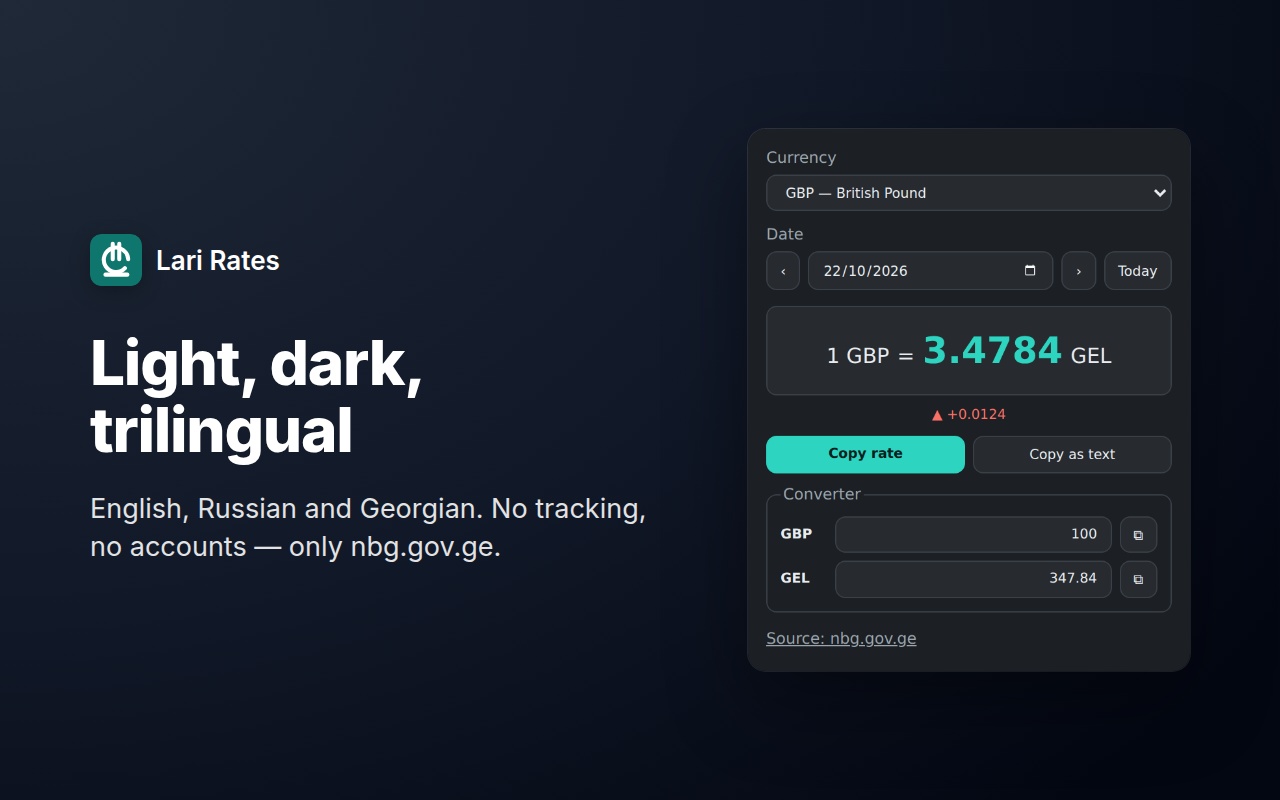 Lari Rates
Light, dark,
trilingual
English, Russian and Georgian. No tracking,
no accounts — only nbg.gov.ge.
Currency
GBP — British Pound
Date
‹ 22/10/2026 › Today
1 GBP = 3.4784 GEL
▲ +0.0124
Copy rate Copy as text
Converter
GBP 100
GEL 347.84
Source: nbg.gov.ge